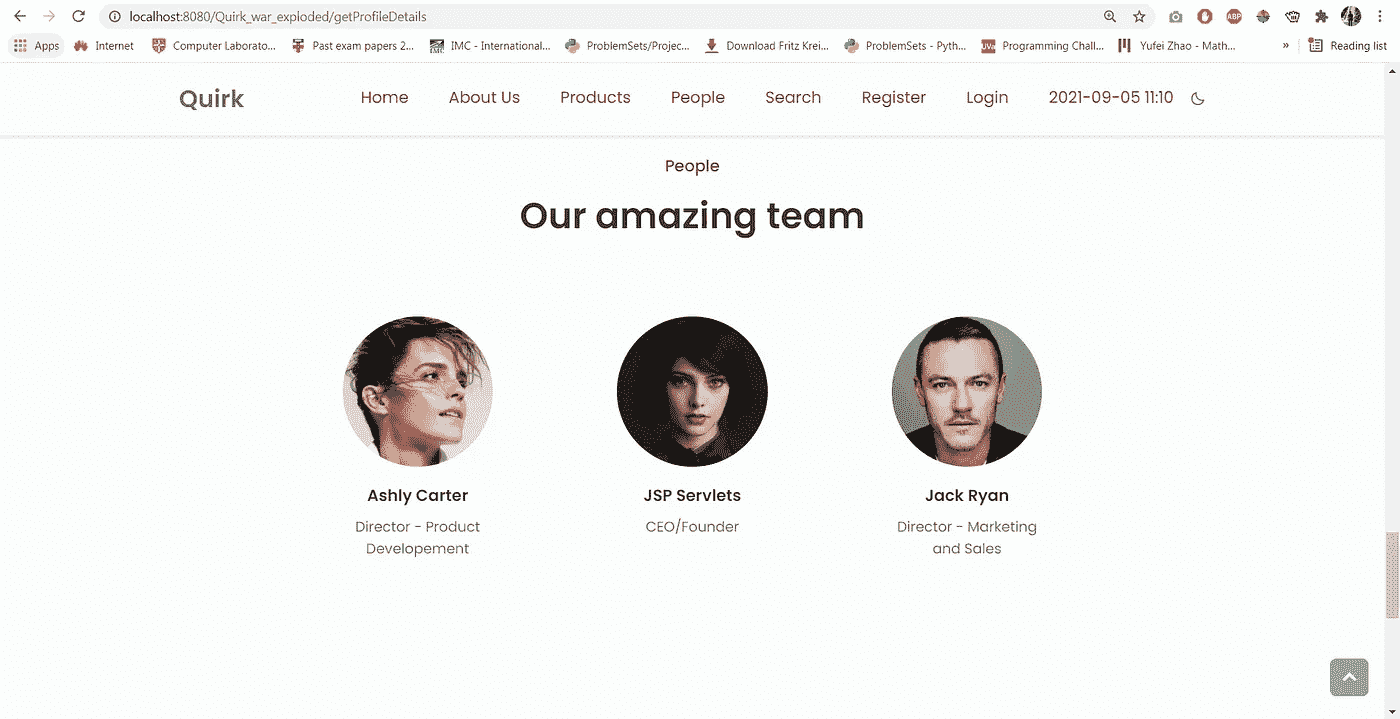 localhost:8080/Quirk_war_exploded/getProfileDetails
ABP
Apps Internet Computer Laborato... Past exam papers 2... IMC - Internationa... ProblemSets/Projec... Download Fritz Krei... ProblemSets - Pyth... Programming Chall... Yufei Zhao - Math... » Reading list
Quirk Home About Us Products People Search Register Login 2021-09-05 11:10
People
Our amazing team
Ashly Carter JSP Servlets Jack Ryan
Director - Product CEO/Founder Director - Marketing
Developement and Sales